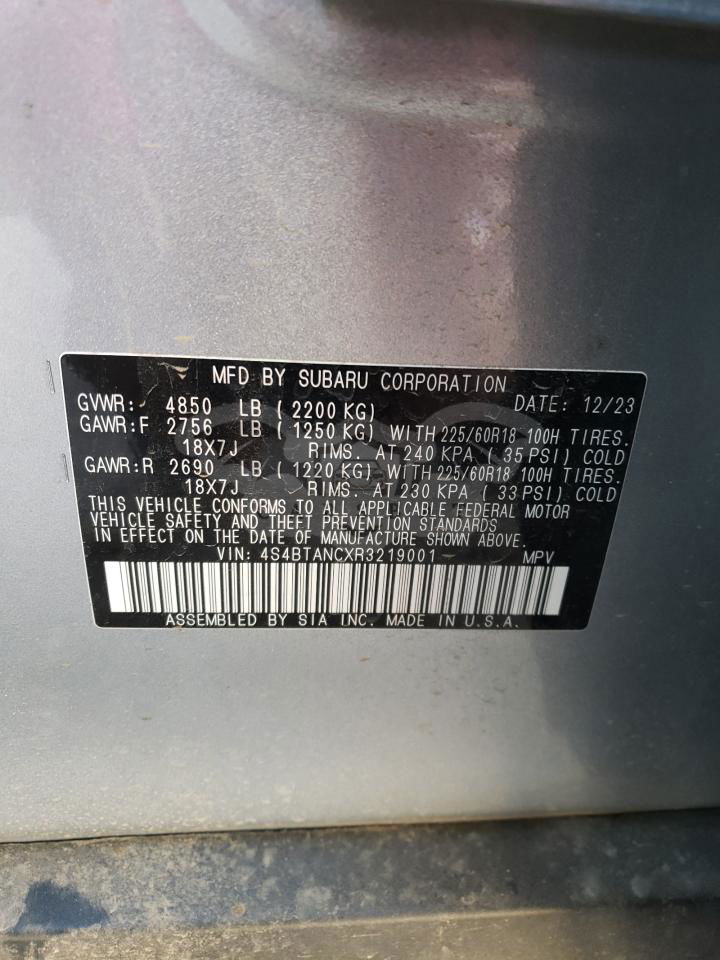 MFD BY SUBARU CORPORATION
GVWR: 4850 LB (2200 KG) DATE: 12/23
GAWR:F 2756 LB (1250 KG) WITH 225/60R18 100H TIRES.
18X7J RIMS. AT 240 KPA (35 PSI) COLD
GAWR:R 2690 LB (1220 KG) WITH 225/60R18 100H TIRES.
18X7J RIMS. AT 230 KPA (33 PSI) COLD
THIS VEHICLE CONFORMS TO ALL APPLICABLE FEDERAL MOTOR
VEHICLE SAFETY AND THEFT PREVENTION STANDARDS
IN EFFECT ON THE DATE OF MANUFACTURE SHOWN ABOVE.
VIN: 4S4BTANCXR3219001 MPV
ASSEMBLED BY SIA INC. MADE IN U.S.A.